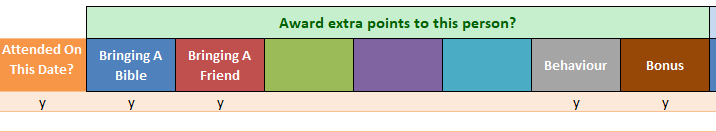 Award extra points to this person?
Attended On
This Date?
Bringing A
Bible
Bringing A
Friend
Behaviour
Bonus
y y y y y